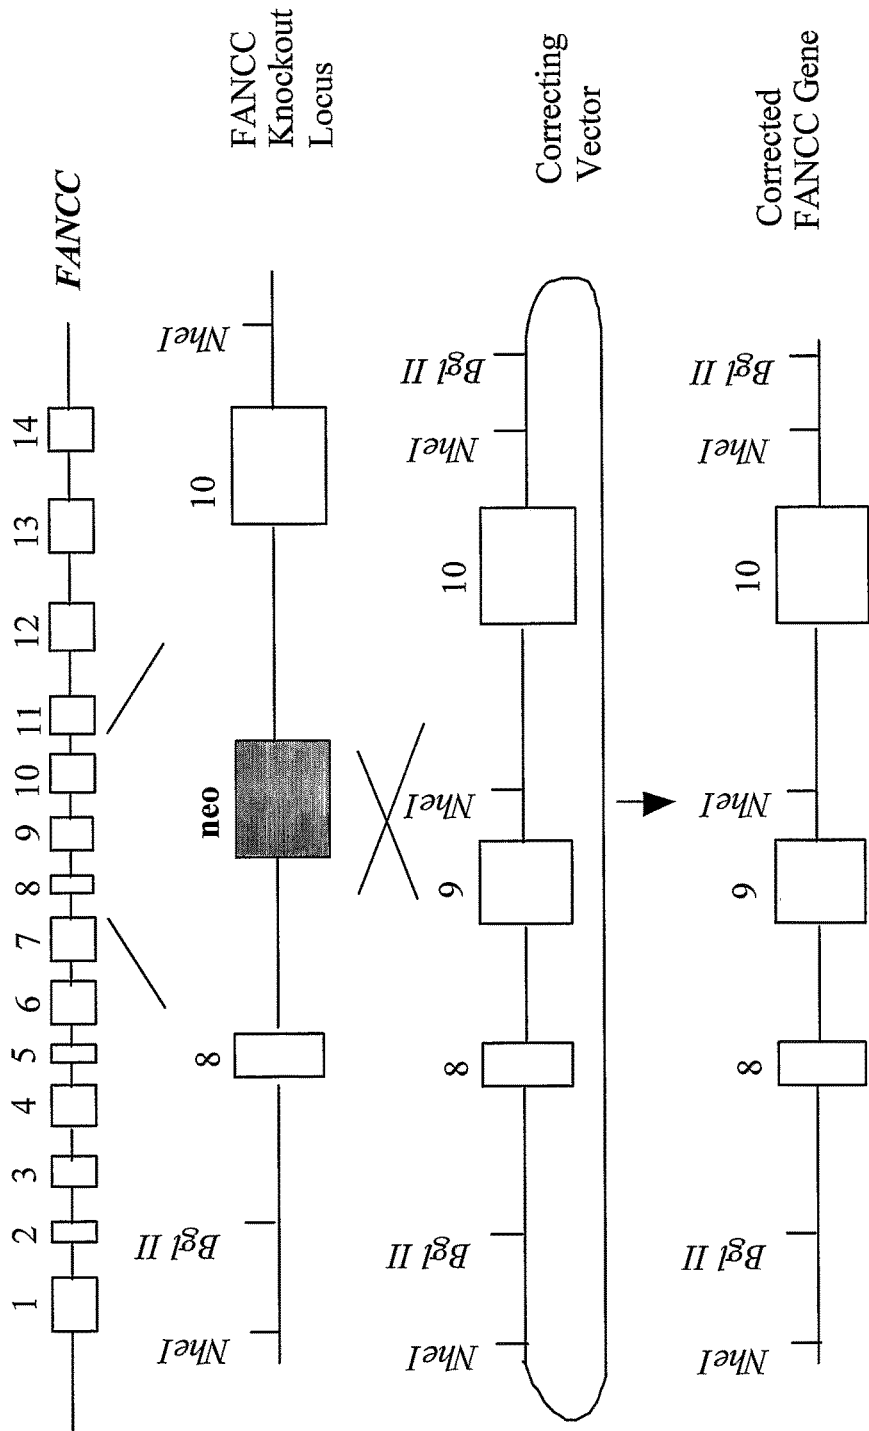 1 2 3 4 5 6 7 8 9 10 11 12 13 14
FANCC
NheI
Bgl II
8
neo
10
NheI
FANCC
Knockout
Locus
NheI
Bgl II
8
9
NheI
10
NheI
Bgl II
Correcting
Vector
NheI
Bgl II
8
9
NheI
10
NheI
Bgl II
Corrected
FANCC Gene